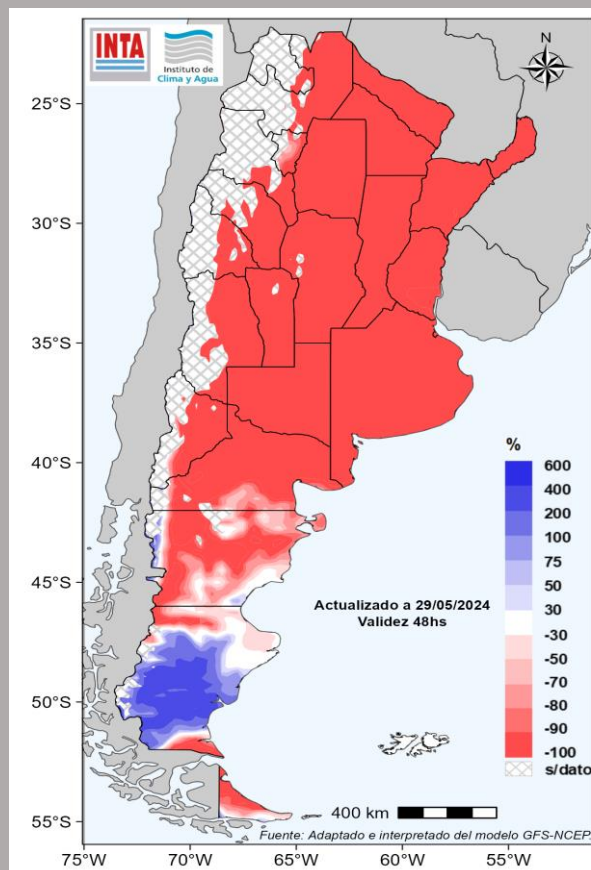 INTA
Instituto de
Clima y Agua
N
25°S
30°S
35°S
40°S
45°S
50°S
55°S
%
600
400
200
100
75
50
30
-30
-50
-70
-80
-90
-100
s/dato
Actualizado a 29/05/2024
Validez 48hs
400 km
Fuente: Adaptado e interpretado del modelo GFS-NCEP.
75°W
70°W
65°W
60°W
55°W